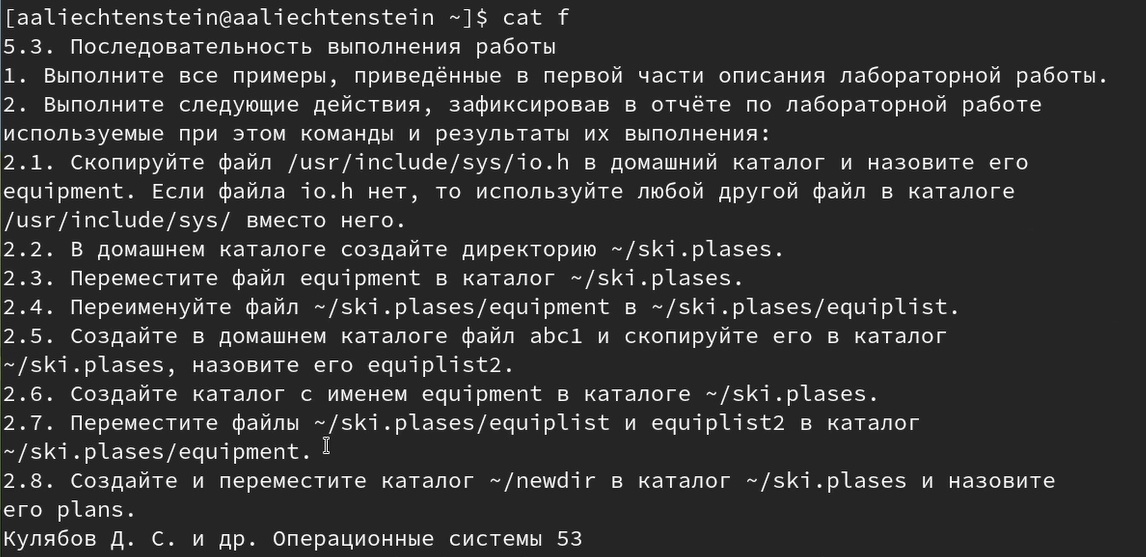 [aaliechtenstein@aaliechtenstein ~]$ cat f
5.3. Последовательность выполнения работы
1. Выполните все примеры, приведённые в первой части описания лабораторной работы.
2. Выполните следующие действия, зафиксировав в отчёте по лабораторной работе
используемые при этом команды и результаты их выполнения:
2.1. Скопируйте файл /usr/include/sys/io.h в домашний каталог и назовите его
equipment. Если файла io.h нет, то используйте любой другой файл в каталоге
/usr/include/sys/ вместо него.
2.2. В домашнем каталоге создайте директорию ~/ski.plases.
2.3. Переместите файл equipment в каталог ~/ski.plases.
2.4. Переименуйте файл ~/ski.plases/equipment в ~/ski.plases/equiplist.
2.5. Создайте в домашнем каталоге файл abc1 и скопируйте его в каталог
~/ski.plases, назовите его equiplist2.
2.6. Создайте каталог с именем equipment в каталоге ~/ski.plases.
2.7. Переместите файлы ~/ski.plases/equiplist и equiplist2 в каталог
~/ski.plases/equipment.
2.8. Создайте и переместите каталог ~/newdir в каталог ~/ski.plases и назовите
его plans.
Кулябов Д. С. и др. Операционные системы 53